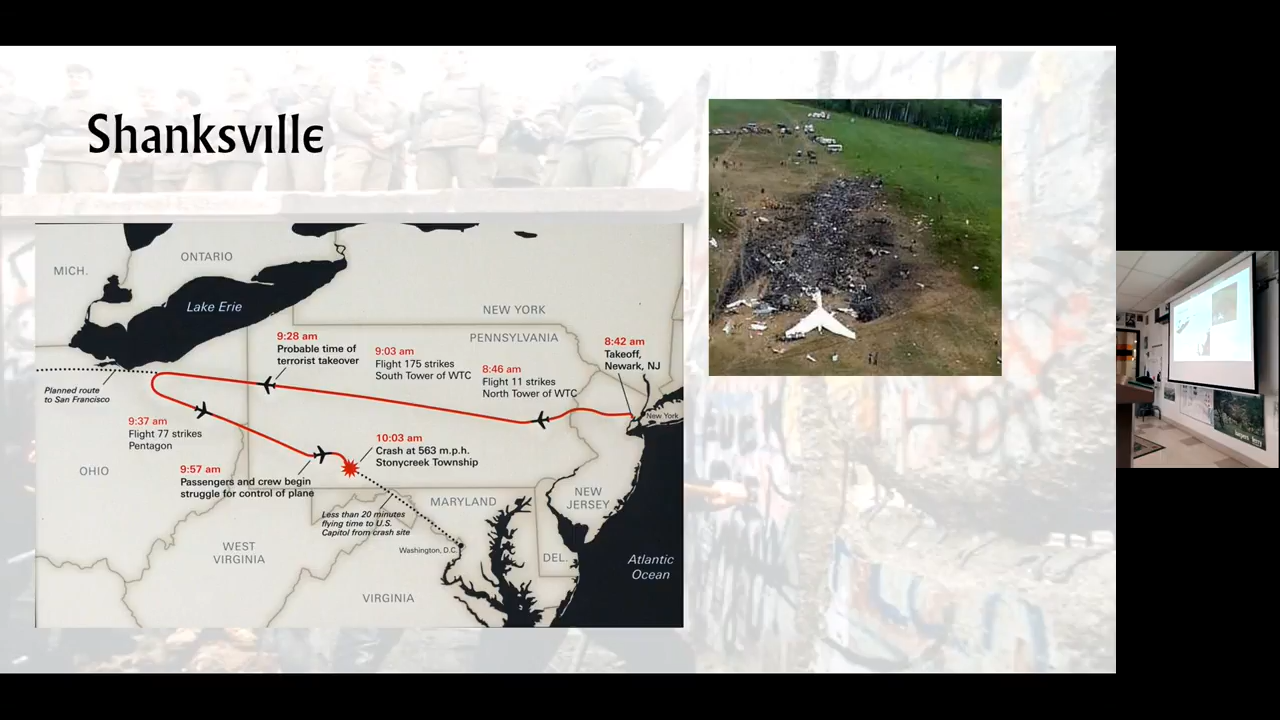 Shanksville
MICH.
ONTARIO
Lake Erie
NEW YORK
PENNSYLVANIA
9:28 am
Probable time of
terrorist takeover
9:03 am
Flight 175 strikes
South Tower of WTC
8:46 am
Flight 11 strikes
North Tower of WTC
8:42 am
Takeoff,
Newark, NJ
Planned route
to San Francisco
New York
9:37 am
Flight 77 strikes
Pentagon
10:03 am
Crash at 563 m.p.h.
Stonycreek Township
OHIO
9:57 am
Passengers and crew begin
struggle for control of plane
MARYLAND
NEW
JERSEY
Less than 20 minutes
flying time to U.S.
Capitol from crash site
WEST
VIRGINIA
Washington, D.C.
DEL.
Atlantic
Ocean
VIRGINIA